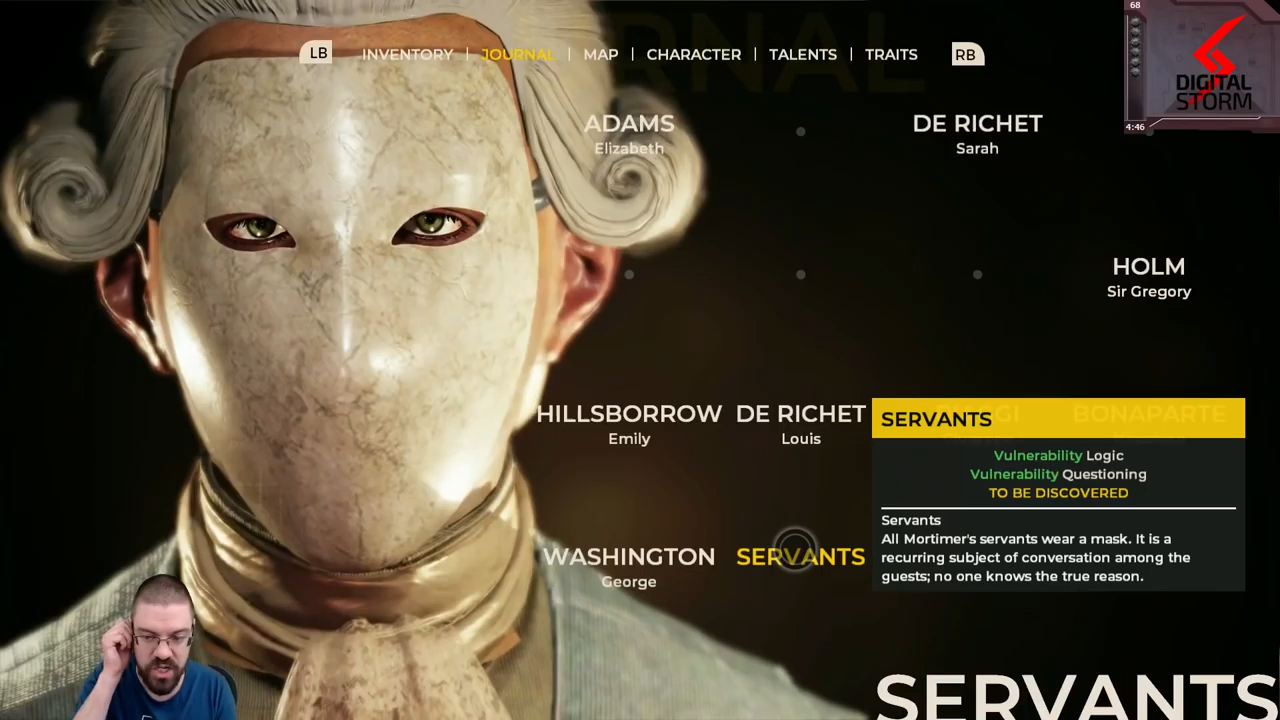 68
LB INVENTORY | JOURNAL | MAP | CHARACTER | TALENTS | TRAITS RB
DIGITAL
STORM
4:46
ADAMS
Elizabeth
DE RICHET
Sarah
HOLM
Sir Gregory
HILLSBORROW
Emily
DE RICHET
Louis
BONAPARTE
SERVANTS
Vulnerability Logic
Vulnerability Questioning
TO BE DISCOVERED
Servants
All Mortimer's servants wear a mask. It is a
recurring subject of conversation among the
guests; no one knows the true reason.
WASHINGTON
George
SERVANTS
SERVANTS